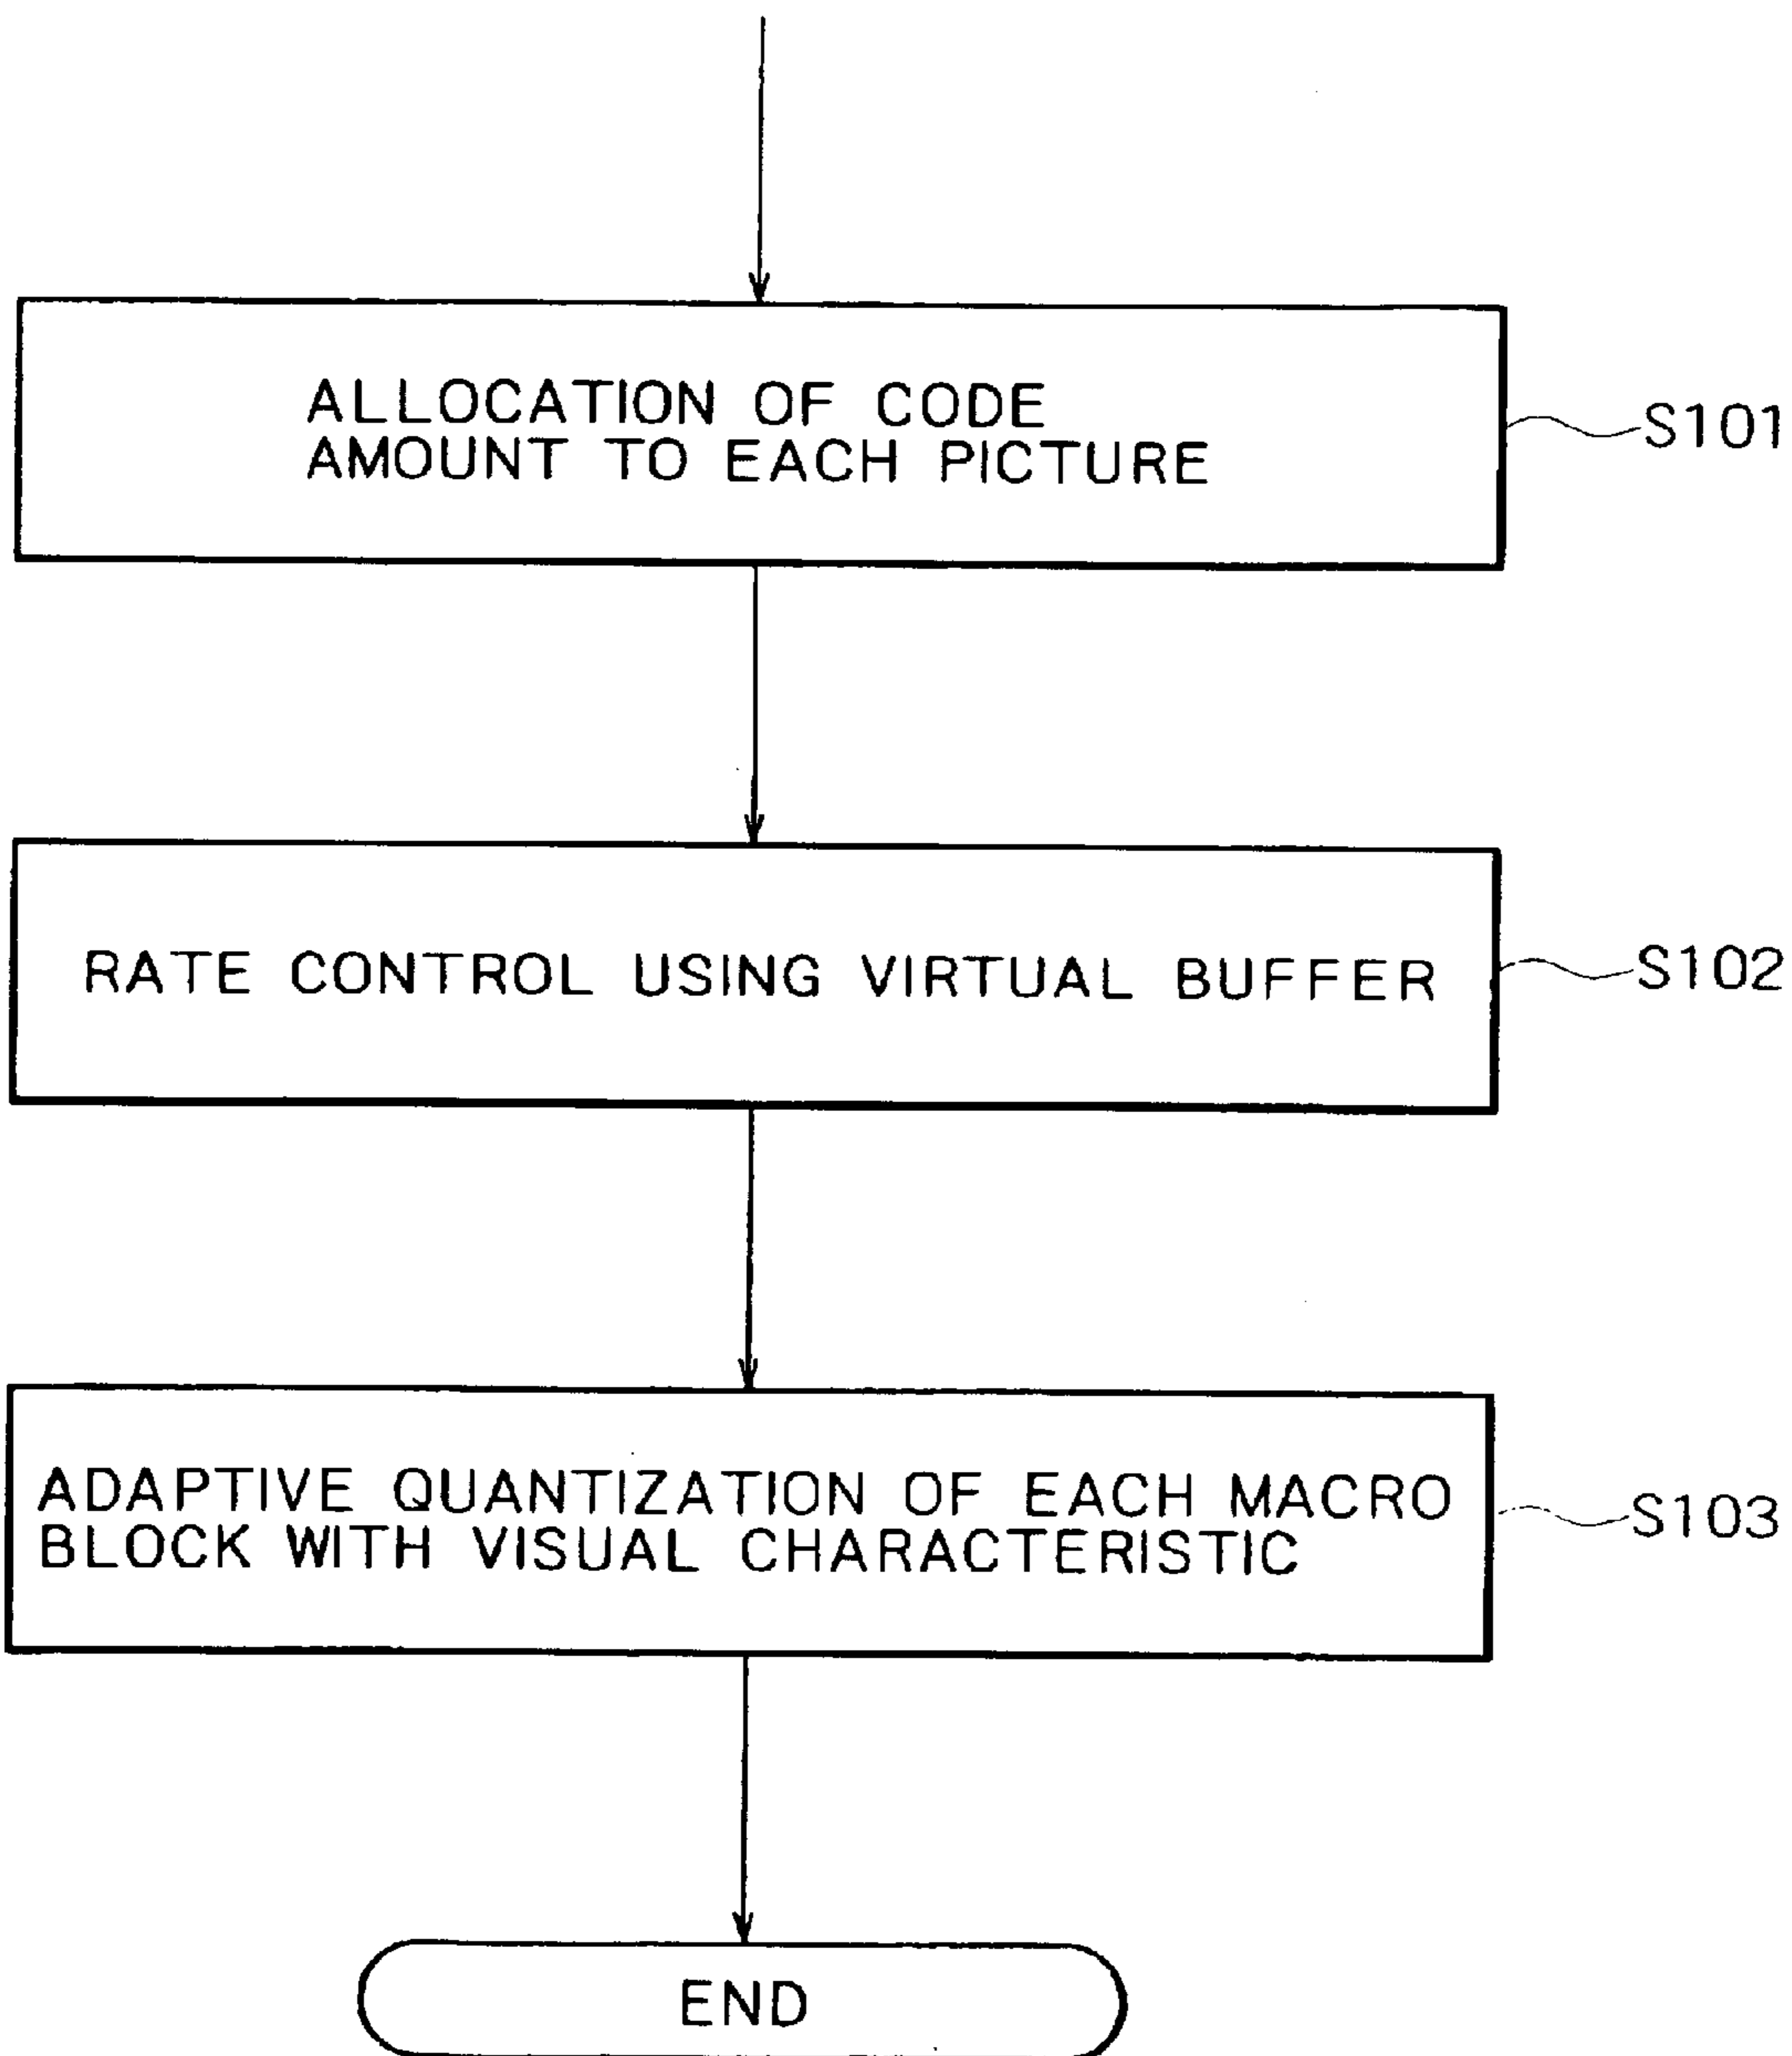 ALLOCATION OF CODE
AMOUNT TO EACH PICTURE
S101
RATE CONTROL USING VIRTUAL BUFFER
S102
ADAPTIVE QUANTIZATION OF EACH MACRO
BLOCK WITH VISUAL CHARACTERISTIC
S103
END